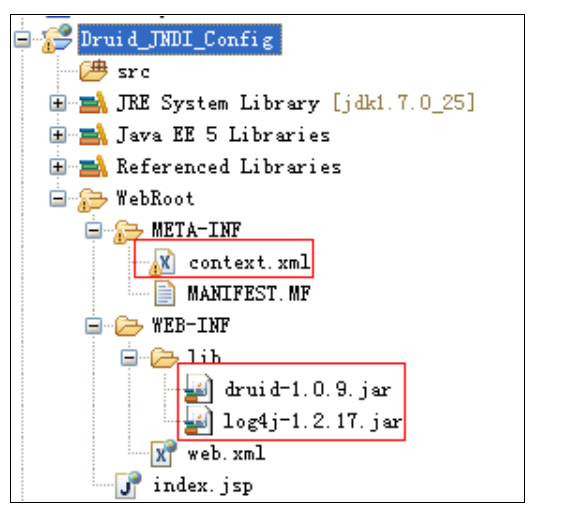 Druid_JNDI_Config
src
JRE System Library [jdk1.7.0_25]
Java EE 5 Libraries
Referenced Libraries
WebRoot
META-INF
context.xml
MANIFEST.MF
WEB-INF
lib
druid-1.0.9.jar
log4j-1.2.17.jar
web.xml
index.jsp